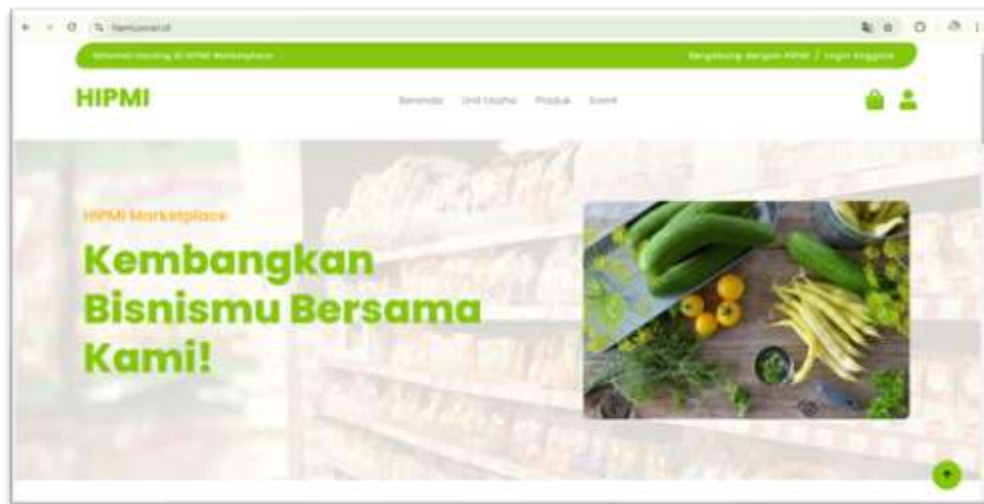 Selamat Datang di HIPMI Marketplace
Bergabung dengan HIPMI / Login Anggota
HIPMI
Beranda Unit Usaha Produk Event
HIPMI Marketplace
Kembangkan
Bisnismu Bersama
Kami!